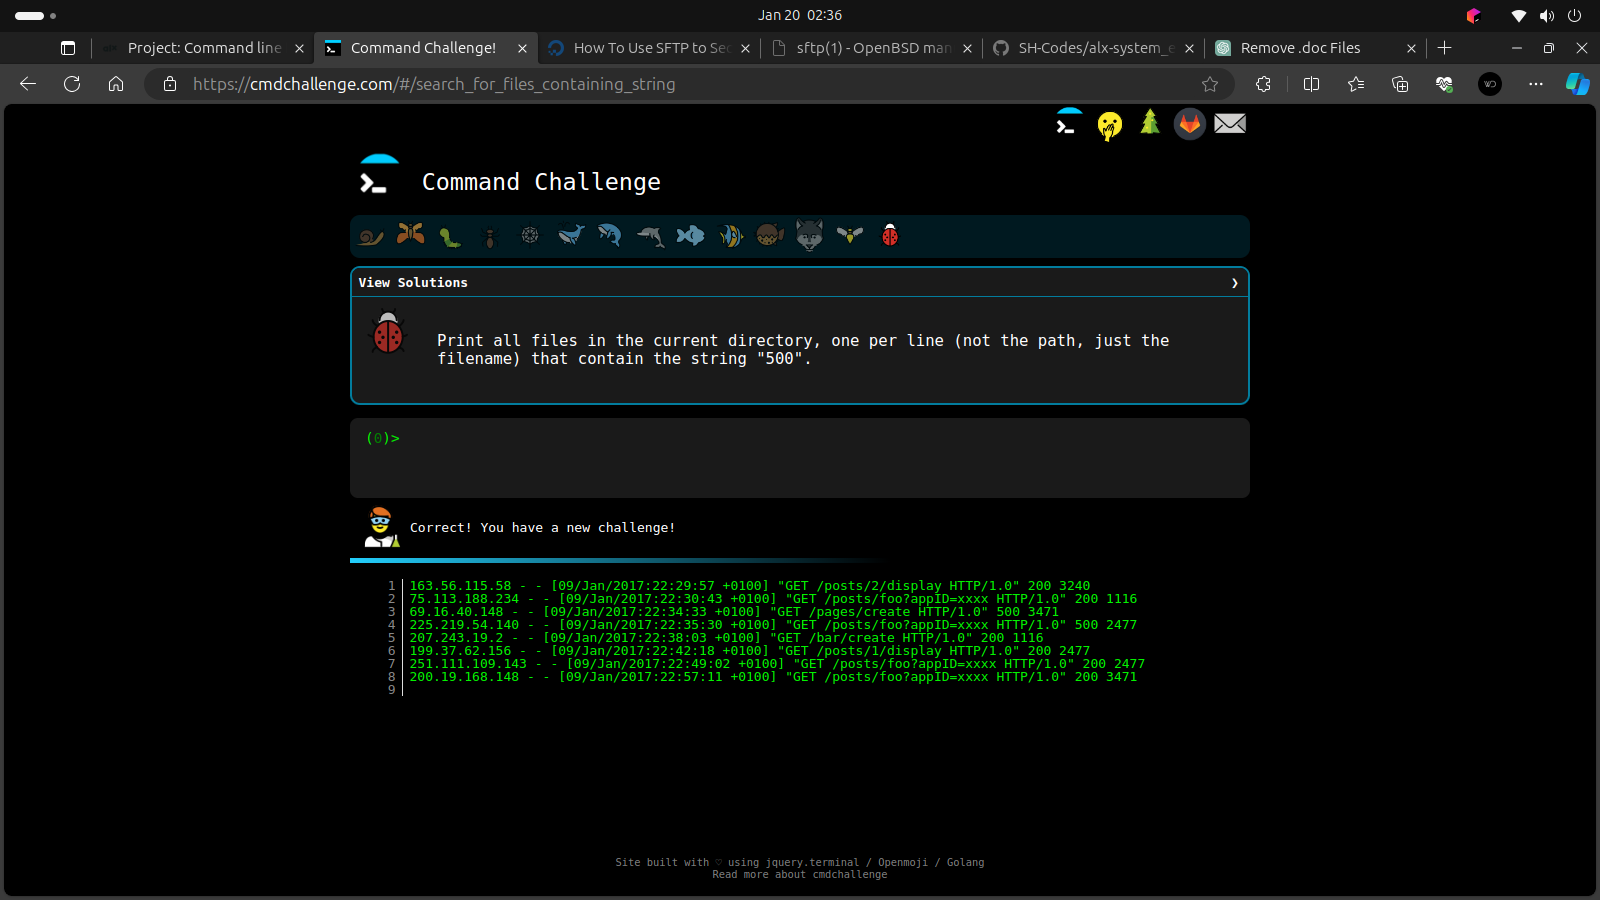 Jan 20 02:36
Project: Command line
Command Challenge!
How To Use SFTP to Sec
sftp(1) - OpenBSD man
SH-Codes/alx-system_e
Remove .doc Files
https://cmdchallenge.com/#/search_for_files_containing_string
Command Challenge
View Solutions
Print all files in the current directory, one per line (not the path, just the
filename) that contain the string "500".
(0)>
Correct! You have a new challenge!
1 163.56.115.58 - - [09/Jan/2017:22:29:57 +0100] "GET /posts/2/display HTTP/1.0" 200 3240
2 75.113.188.234 - - [09/Jan/2017:22:30:43 +0100] "GET /posts/foo?appID=xxxx HTTP/1.0" 200 1116
3 69.16.40.148 - - [09/Jan/2017:22:34:33 +0100] "GET /pages/create HTTP/1.0" 500 3471
4 225.219.54.140 - - [09/Jan/2017:22:35:30 +0100] "GET /posts/foo?appID=xxxx HTTP/1.0" 500 2477
5 207.243.19.2 - - [09/Jan/2017:22:38:03 +0100] "GET /bar/create HTTP/1.0" 200 1116
6 199.37.62.156 - - [09/Jan/2017:22:42:18 +0100] "GET /posts/1/display HTTP/1.0" 200 2477
7 251.111.109.143 - - [09/Jan/2017:22:49:02 +0100] "GET /posts/foo?appID=xxxx HTTP/1.0" 200 2477
8 200.19.168.148 - - [09/Jan/2017:22:57:11 +0100] "GET /posts/foo?appID=xxxx HTTP/1.0" 200 3471
9
Site built with ♡ using jquery.terminal / Openmoji / Golang
Read more about cmdchallenge